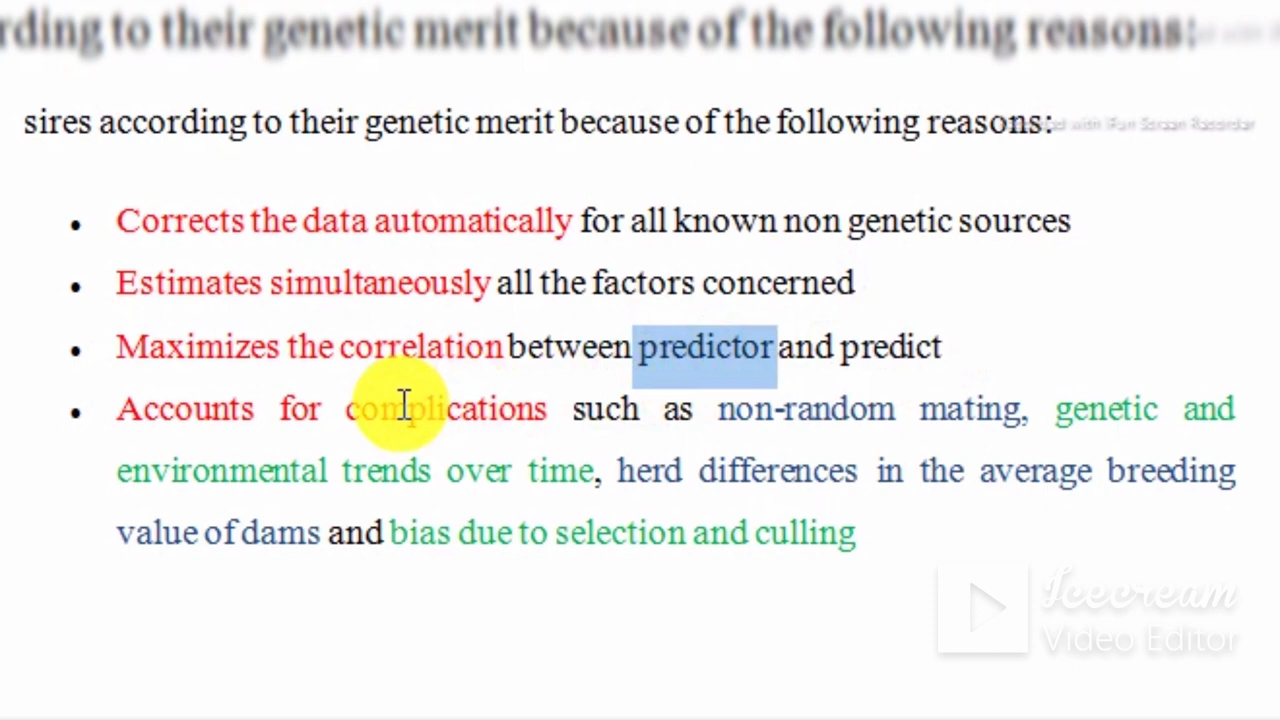 rding to their genetic merit because of the following reasons:
sires according to their genetic merit because of the following reasons:
• Corrects the data automatically for all known non genetic sources
• Estimates simultaneously all the factors concerned
• Maximizes the correlation between predictor and predict
• Accounts for complications such as non-random mating, genetic and
environmental trends over time, herd differences in the average breeding
value of dams and bias due to selection and culling
Icecream
Video Editor